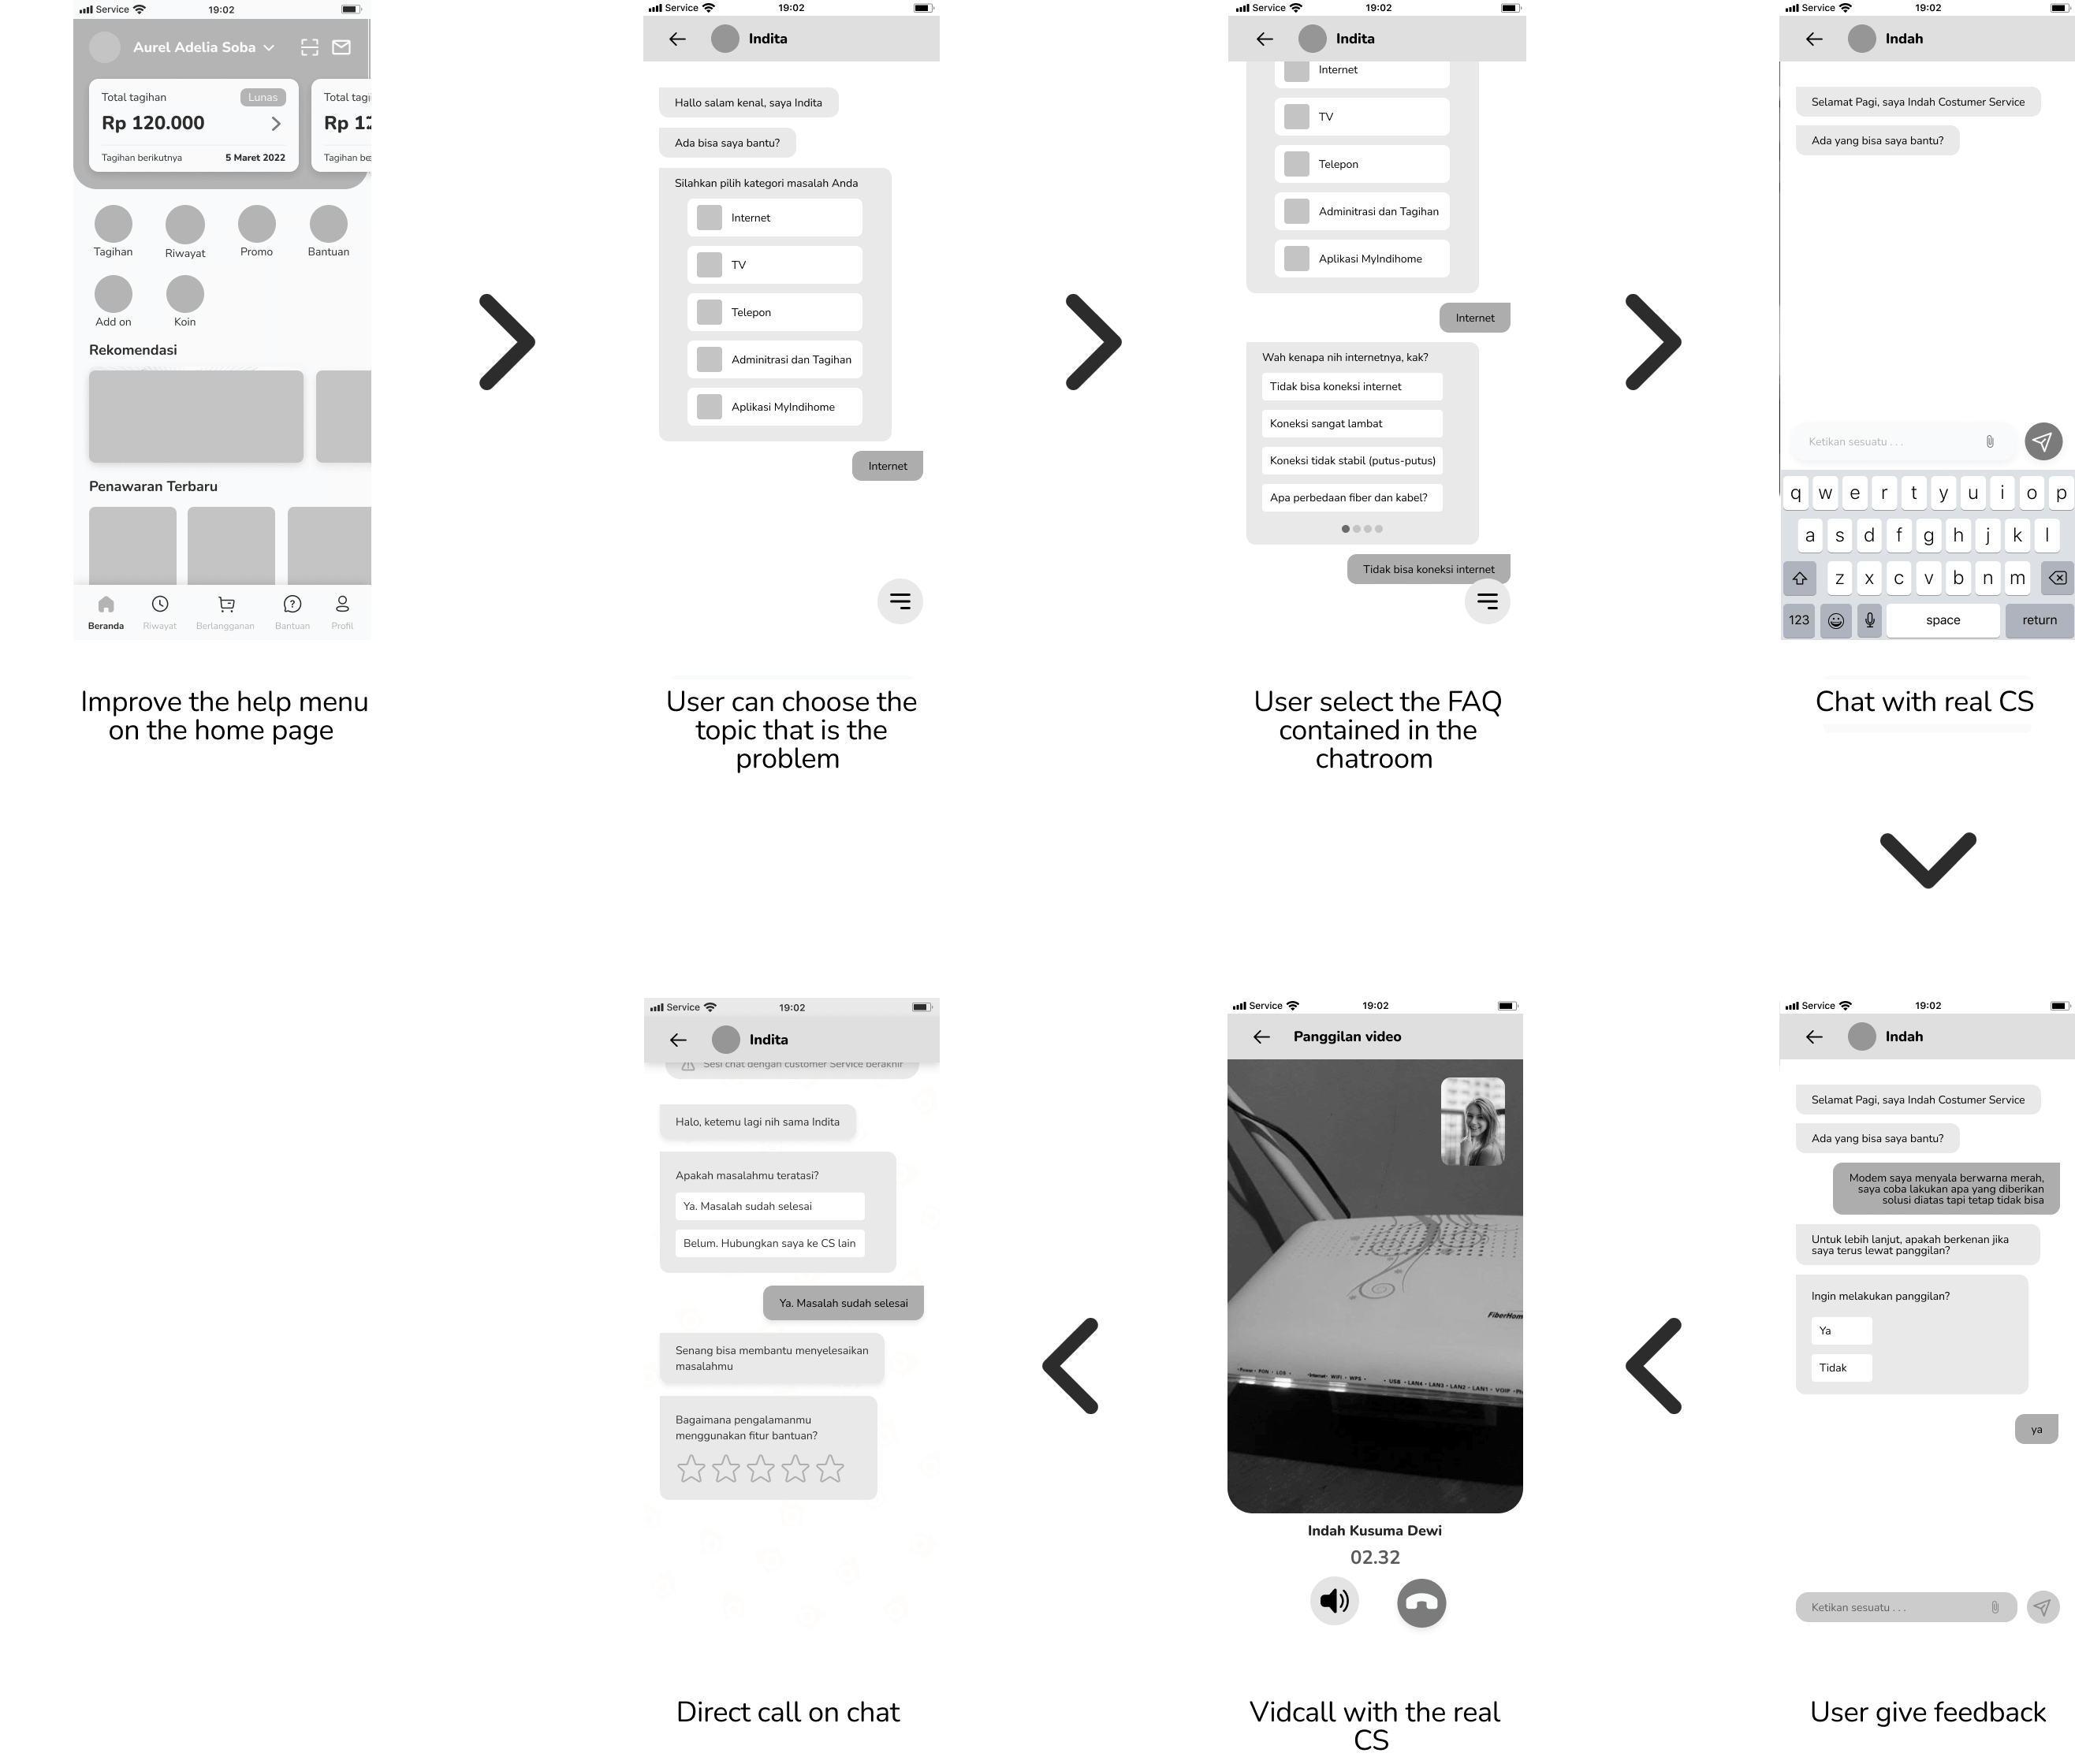 Service
19:02
Aurel Adelia Soba
Total tagihan
Lunas
Rp 120.000
Tagihan berikutnya
5 Maret 2022
Total tagi
Rp 12
Tagihan be
Tagihan
Riwayat
Promo
Bantuan
Add on
Koin
Rekomendasi
Penawaran Terbaru
Beranda
Riwayat
Berlangganan
Bantuan
Profil
Improve the help menu
on the home page
Service
19:02
Indita
Hallo salam kenal, saya Indita
Ada bisa saya bantu?
Silahkan pilih kategori masalah Anda
Internet
TV
Telepon
Adminitrasi dan Tagihan
Aplikasi MyIndihome
Internet
User can choose the
topic that is the
problem
Service
19:02
Indita
Internet
TV
Telepon
Adminitrasi dan Tagihan
Aplikasi MyIndihome
Internet
Wah kenapa nih internetnya, kak?
Tidak bisa koneksi internet
Koneksi sangat lambat
Koneksi tidak stabil (putus-putus)
Apa perbedaan fiber dan kabel?
Tidak bisa koneksi internet
User select the FAQ
contained in the
chatroom
Service
19:02
Indah
Selamat Pagi, saya Indah Costumer Service
Ada yang bisa saya bantu?
Ketikan sesuatu . . .
q w e r t y u i o p
a s d f g h j k l
z x c v b n m
123
space
return
Chat with real CS
Service
19:02
Indah
Selamat Pagi, saya Indah Costumer Service
Ada yang bisa saya bantu?
Modem saya menyala berwarna merah,
saya coba lakukan apa yang diberikan
solusi diatas tapi tetap tidak bisa
Untuk lebih lanjut, apakah berkenan jika
saya terus lewat panggilan?
Ingin melakukan panggilan?
Ya
Tidak
ya
Ketikan sesuatu . . .
User give feedback
Service
19:02
Panggilan video
FiberHom
Power PON LOS Internet WIFI WPS USB LAN4 LAN3 LAN2 LAN1 VOIP
Indah Kusuma Dewi
02.32
Vidcall with the real
CS
Service
19:02
Indita
Sesi chat dengan customer Service berakhir
Halo, ketemu lagi nih sama Indita
Apakah masalahmu teratasi?
Ya. Masalah sudah selesai
Belum. Hubungkan saya ke CS lain
Ya. Masalah sudah selesai
Senang bisa membantu menyelesaikan
masalahmu
Bagaimana pengalamanmu
menggunakan fitur bantuan?
Direct call on chat